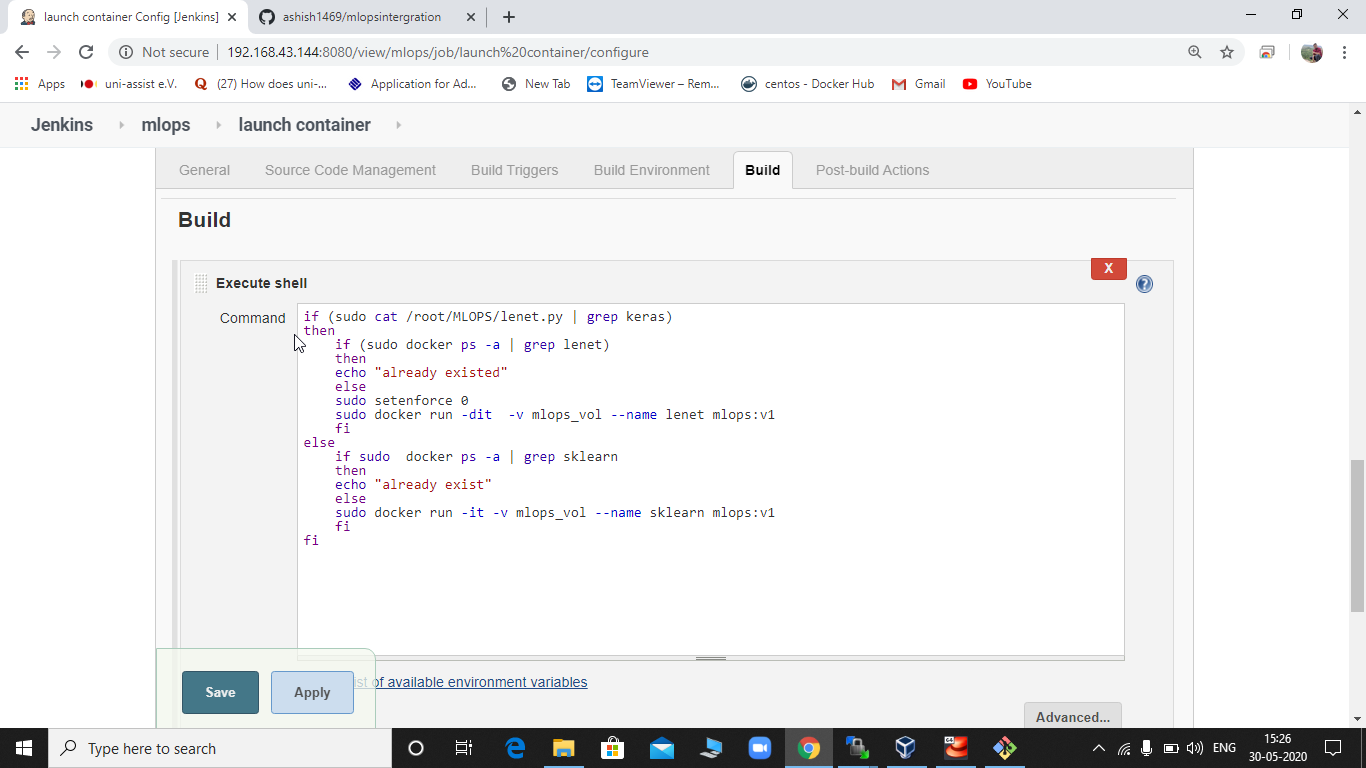 launch container Config [Jenkins]
ashish1469/mlopsintergration
Not secure
192.168.43.144:8080/view/mlops/job/launch%20container/configure
Apps
uni-assist e.V.
(27) How does uni-...
Application for Ad...
New Tab
TeamViewer – Rem...
centos - Docker Hub
Gmail
YouTube
Jenkins
mlops
launch container
General
Source Code Management
Build Triggers
Build Environment
Build
Post-build Actions
Build
X
Execute shell
Command
if (sudo cat /root/MLOPS/lenet.py | grep keras)
then
if (sudo docker ps -a | grep lenet)
then
echo "already existed"
else
sudo setenforce 0
sudo docker run -dit  -v mlops_vol --name lenet mlops:v1
fi
else
if sudo  docker ps -a | grep sklearn
then
echo "already exist"
else
sudo docker run -it -v mlops_vol --name sklearn mlops:v1
fi
fi
of available environment variables
Save
Apply
Advanced...
Type here to search
ENG
15:26
30-05-2020